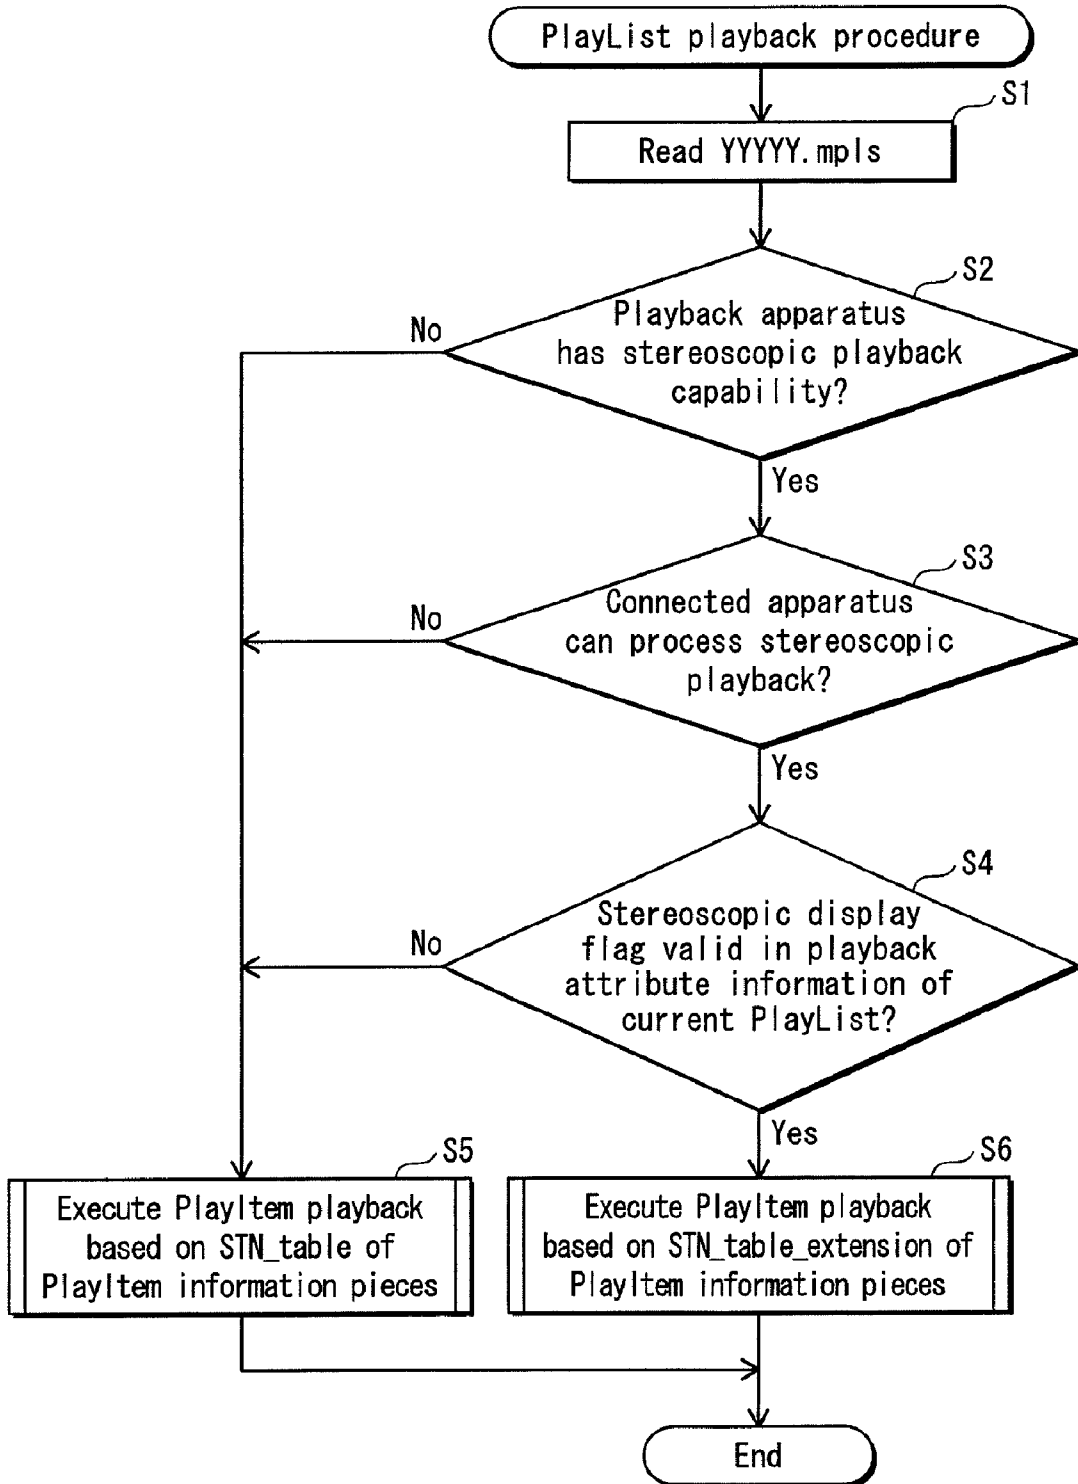 PlayList playback procedure
S1
Read YYYYY.mpls
S2
Playback apparatus
has stereoscopic playback
capability?
No
Yes
S3
Connected apparatus
can process stereoscopic
playback?
No
Yes
S4
Stereoscopic display
flag valid in playback
attribute information of
current PlayList?
No
Yes
S5
Execute PlayItem playback
based on STN_table of
PlayItem information pieces
S6
Execute PlayItem playback
based on STN_table_extension of
PlayItem information pieces
End